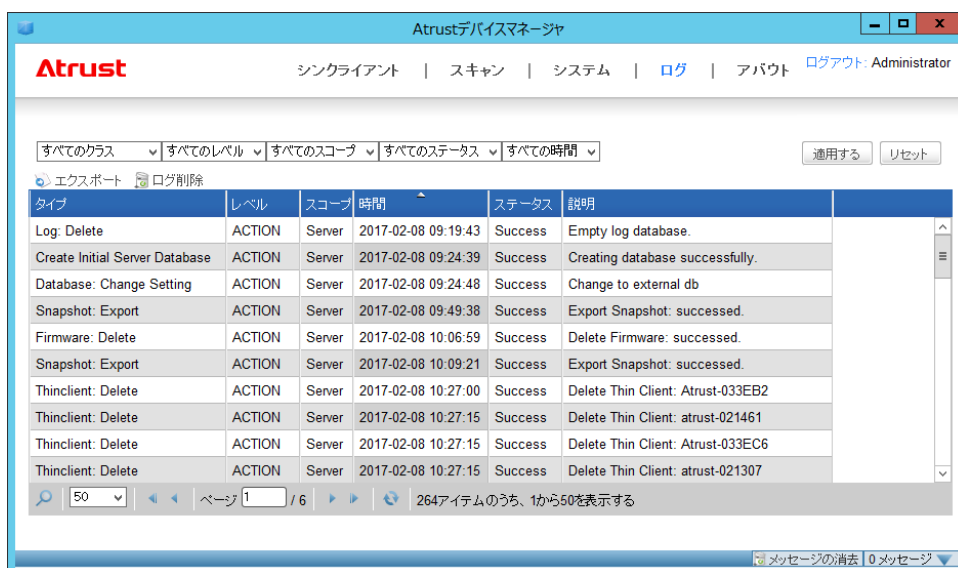 Atrustデバイスマネージャ
Atrust シンクライアント | スキャン | システム | ログ | アバウト ログアウト: Administrator
すべてのクラス すべてのレベル すべてのスコープ すべてのステータス すべての時間 適用する リセット
エクスポート ログ削除
タイプ レベル スコープ 時間 ステータス 説明
Log: Delete ACTION Server 2017-02-08 09:19:43 Success Empty log database.
Create Initial Server Database ACTION Server 2017-02-08 09:24:39 Success Creating database successfully.
Database: Change Setting ACTION Server 2017-02-08 09:24:48 Success Change to external db
Snapshot: Export ACTION Server 2017-02-08 09:49:38 Success Export Snapshot: successed.
Firmware: Delete ACTION Server 2017-02-08 10:06:59 Success Delete Firmware: successed.
Snapshot: Export ACTION Server 2017-02-08 10:09:21 Success Export Snapshot: successed.
Thinclient: Delete ACTION Server 2017-02-08 10:27:00 Success Delete Thin Client: Atrust-033EB2
Thinclient: Delete ACTION Server 2017-02-08 10:27:15 Success Delete Thin Client: atrust-021461
Thinclient: Delete ACTION Server 2017-02-08 10:27:15 Success Delete Thin Client: Atrust-033EC6
Thinclient: Delete ACTION Server 2017-02-08 10:27:15 Success Delete Thin Client: atrust-021307
50 ページ 1 / 6 264アイテムのうち、1から50を表示する
メッセージの消去 0 メッセージ